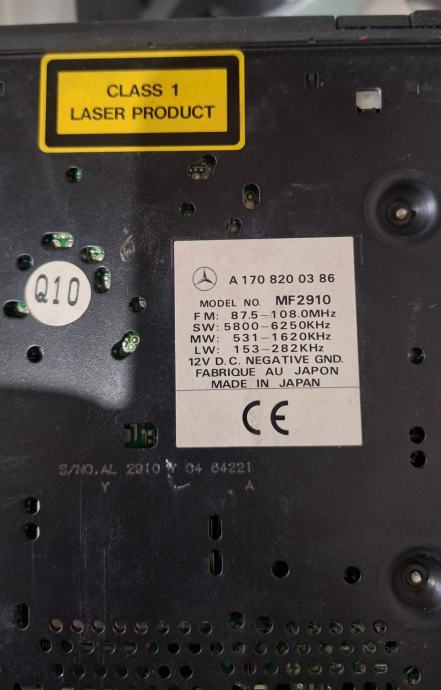 CLASS 1
LASER PRODUCT
Q10
A 170 820 03 86
MODEL NO. MF2910
FM: 87.5–108.0MHz
SW: 5800–6250KHz
MW: 531–1620KHz
LW: 153–282KHz
12V D.C. NEGATIVE GND.
FABRIQUE AU JAPON
MADE IN JAPAN
CE
S/NO. AL 2910 Y 04 64221
Y A